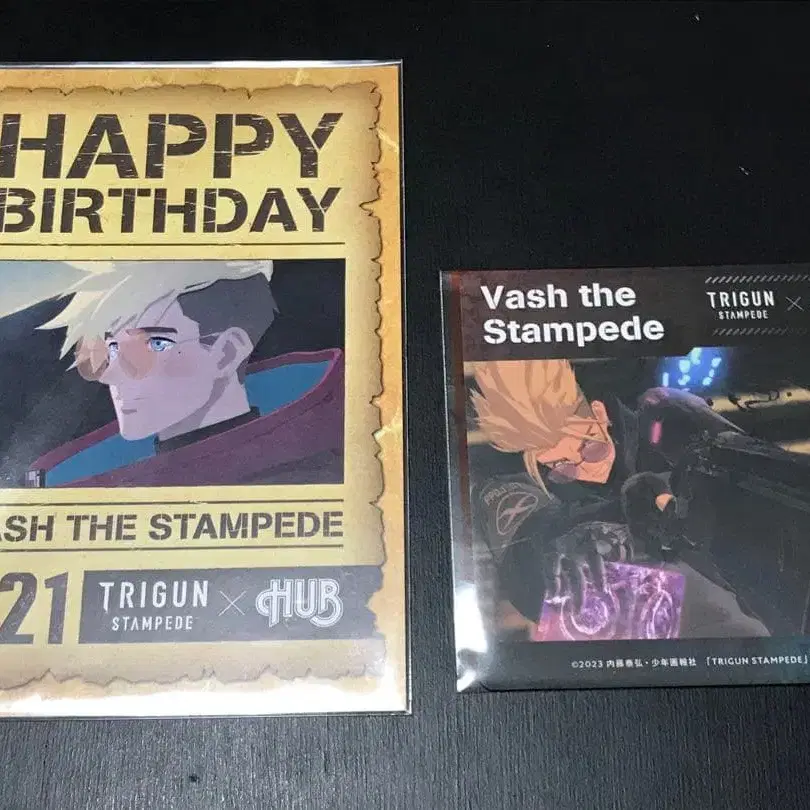 HAPPY
BIRTHDAY
ASH THE STAMPEDE
21
TRIGUN
STAMPEDE
×
HUB
Vash the
Stampede
TRIGUN
STAMPEDE
×
©2023 内藤泰弘・少年画報社 「TRIGUN STAMPEDE」